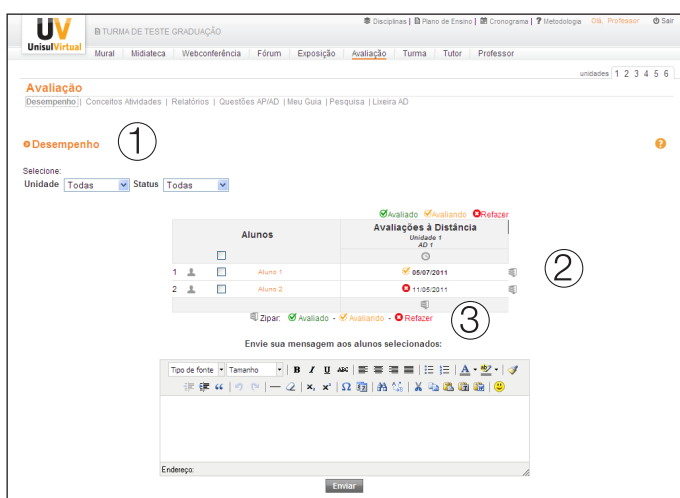 UV
UnisulVirtual
TURMA DE TESTE GRADUAÇÃO
Disciplinas | Plano de Ensino | Cronograma | ? Metodologia Olá, Professor Sair
Mural Midiateca Webconferência Fórum Exposição Avaliação Turma Tutor Professor
unidades 1 2 3 4 5 6
Avaliação
Desempenho | Conceitos Atividades | Relatórios | Questões AP/AD | Meu Guia | Pesquisa | Lixeira AD
Desempenho
1
?
Selecione:
Unidade Todas Status Todas
Avaliado Avaliando Refazer
Alunos
Avaliações à Distância
Unidade 1
AD 1
1 Aluno 1 05/07/2011
2 Aluno 2 11/05/2011
2
Zipar: Avaliado - Avaliando - Refazer
3
Envie sua mensagem aos alunos selecionados:
Tipo de fonte Tamanho B I U ABC A ab
x, x² Ω
Endereço:
Enviar